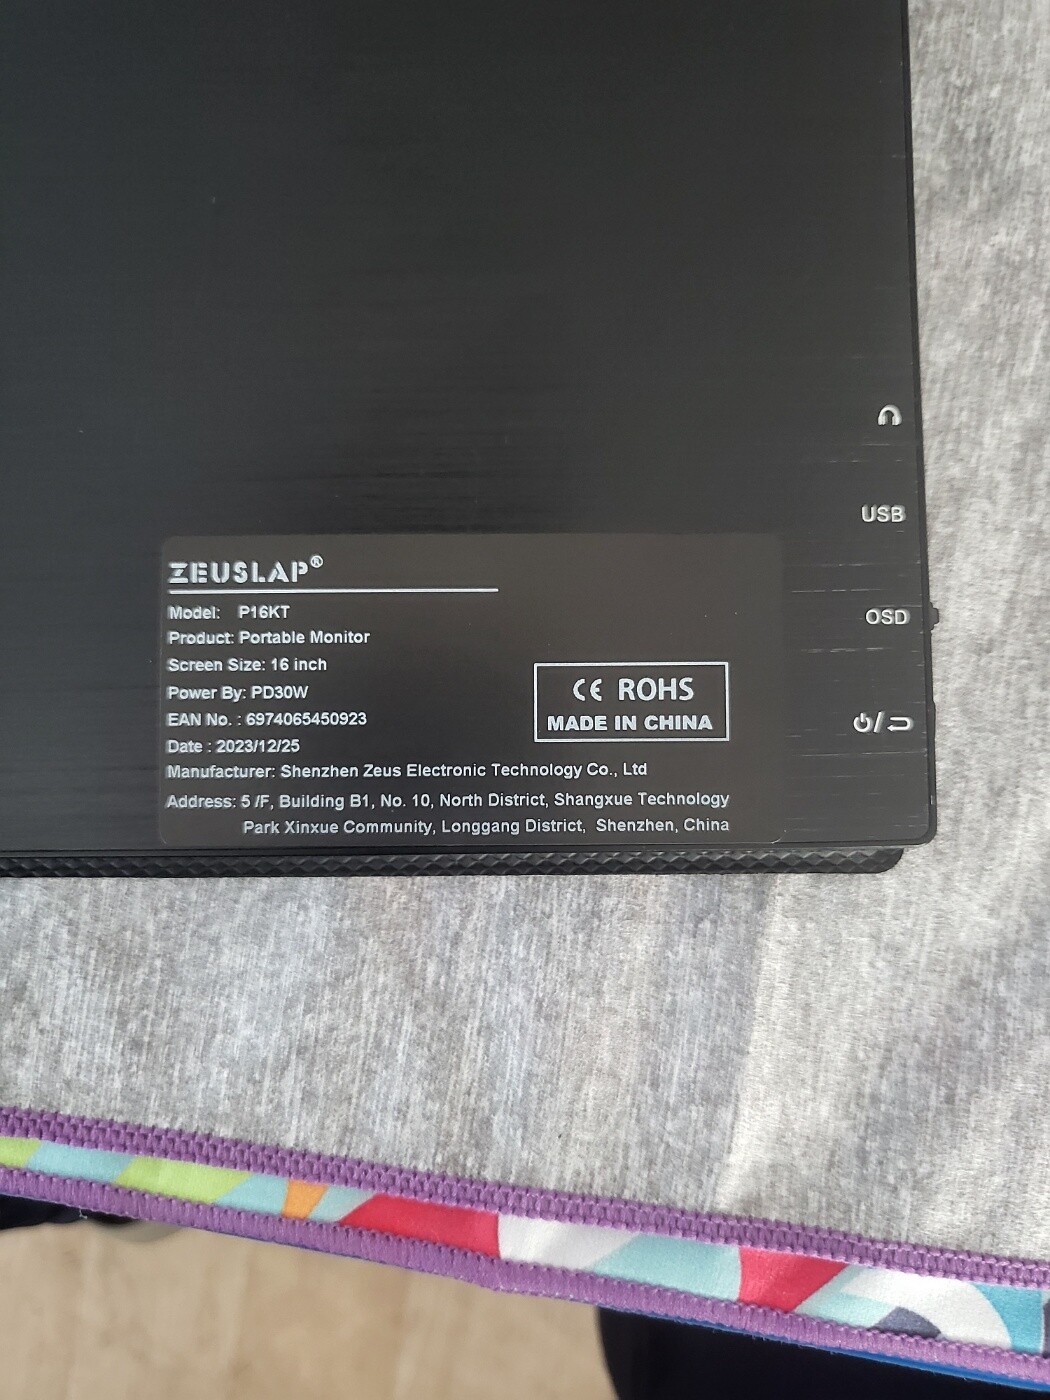 USB
OSD
ZEUSLAP®
Model: P16KT
Product: Portable Monitor
Screen Size: 16 inch
Power By: PD30W
EAN No. : 6974065450923
Date : 2023/12/25
Manufacturer: Shenzhen Zeus Electronic Technology Co., Ltd
Address: 5 /F, Building B1, No. 10, North District, Shangxue Technology
Park Xinxue Community, Longgang District, Shenzhen, China
CE ROHS
MADE IN CHINA